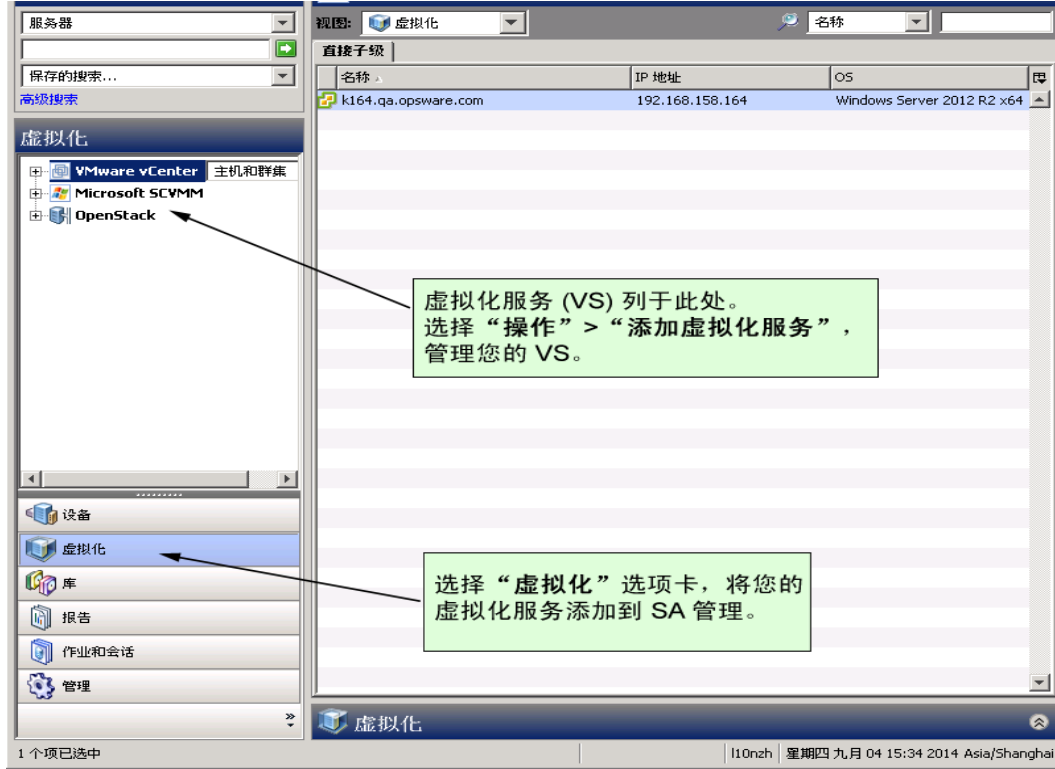 服务器
视图: 虚拟化
名称
直接子级
保存的搜索...
名称 IP 地址 OS
高级搜索
k164.qa.opsware.com 192.168.158.164 Windows Server 2012 R2 x64
虚拟化
VMware vCenter 主机和群集
Microsoft SCVMM
OpenStack
虚拟化服务 (VS) 列于此处。
选择“操作”>“添加虚拟化服务”，
管理您的 VS。
设备
虚拟化
库
报告
作业和会话
管理
选择“虚拟化”选项卡，将您的
虚拟化服务添加到 SA 管理。
虚拟化
1 个项已选中
l10nzh 星期四 九月 04 15:34 2014 Asia/Shanghai